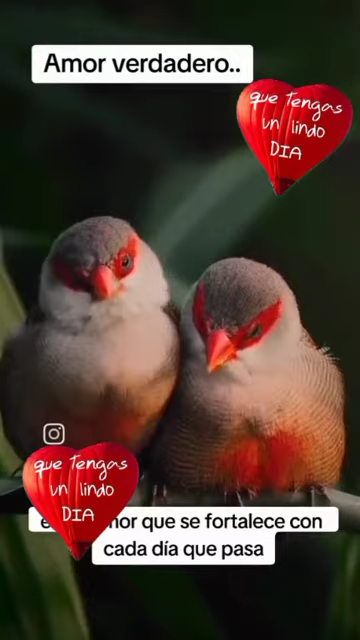 Amor verdadero..
que tengas
un lindo
DIA
que tengas
un lindo
DIA
que se fortalece con
cada día que pasa